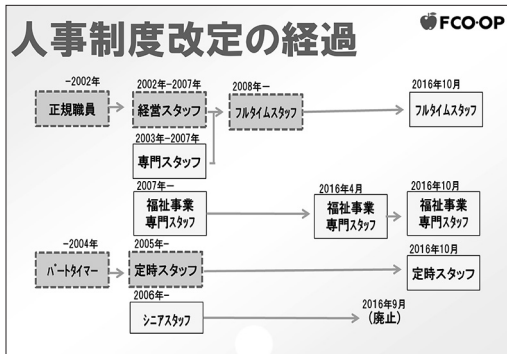 人事制度改定の経過
FCO·OP
-2002年
正規職員
2002年-2007年
経営スタッフ
2008年-
フルタイムスタッフ
2016年10月
フルタイムスタッフ
2003年-2007年
専門スタッフ
2007年-
福祉事業
専門スタッフ
2016年4月
福祉事業
専門スタッフ
2016年10月
福祉事業
専門スタッフ
-2004年
パートタイマー
2005年-
定時スタッフ
2016年10月
定時スタッフ
2006年-
シニアスタッフ
2016年9月
(廃止)